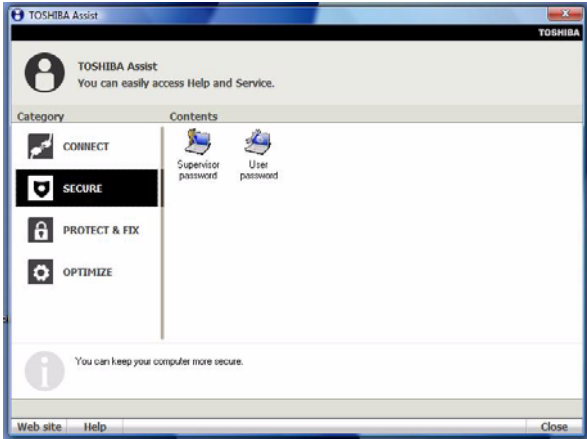 TOSHIBA Assist
TOSHIBA
TOSHIBA Assist
You can easily access Help and Service.
Category
Contents
CONNECT
SECURE
PROTECT & FIX
OPTIMIZE
Supervisor
password
User
password
You can keep your computer more secure.
Web site
Help
Close